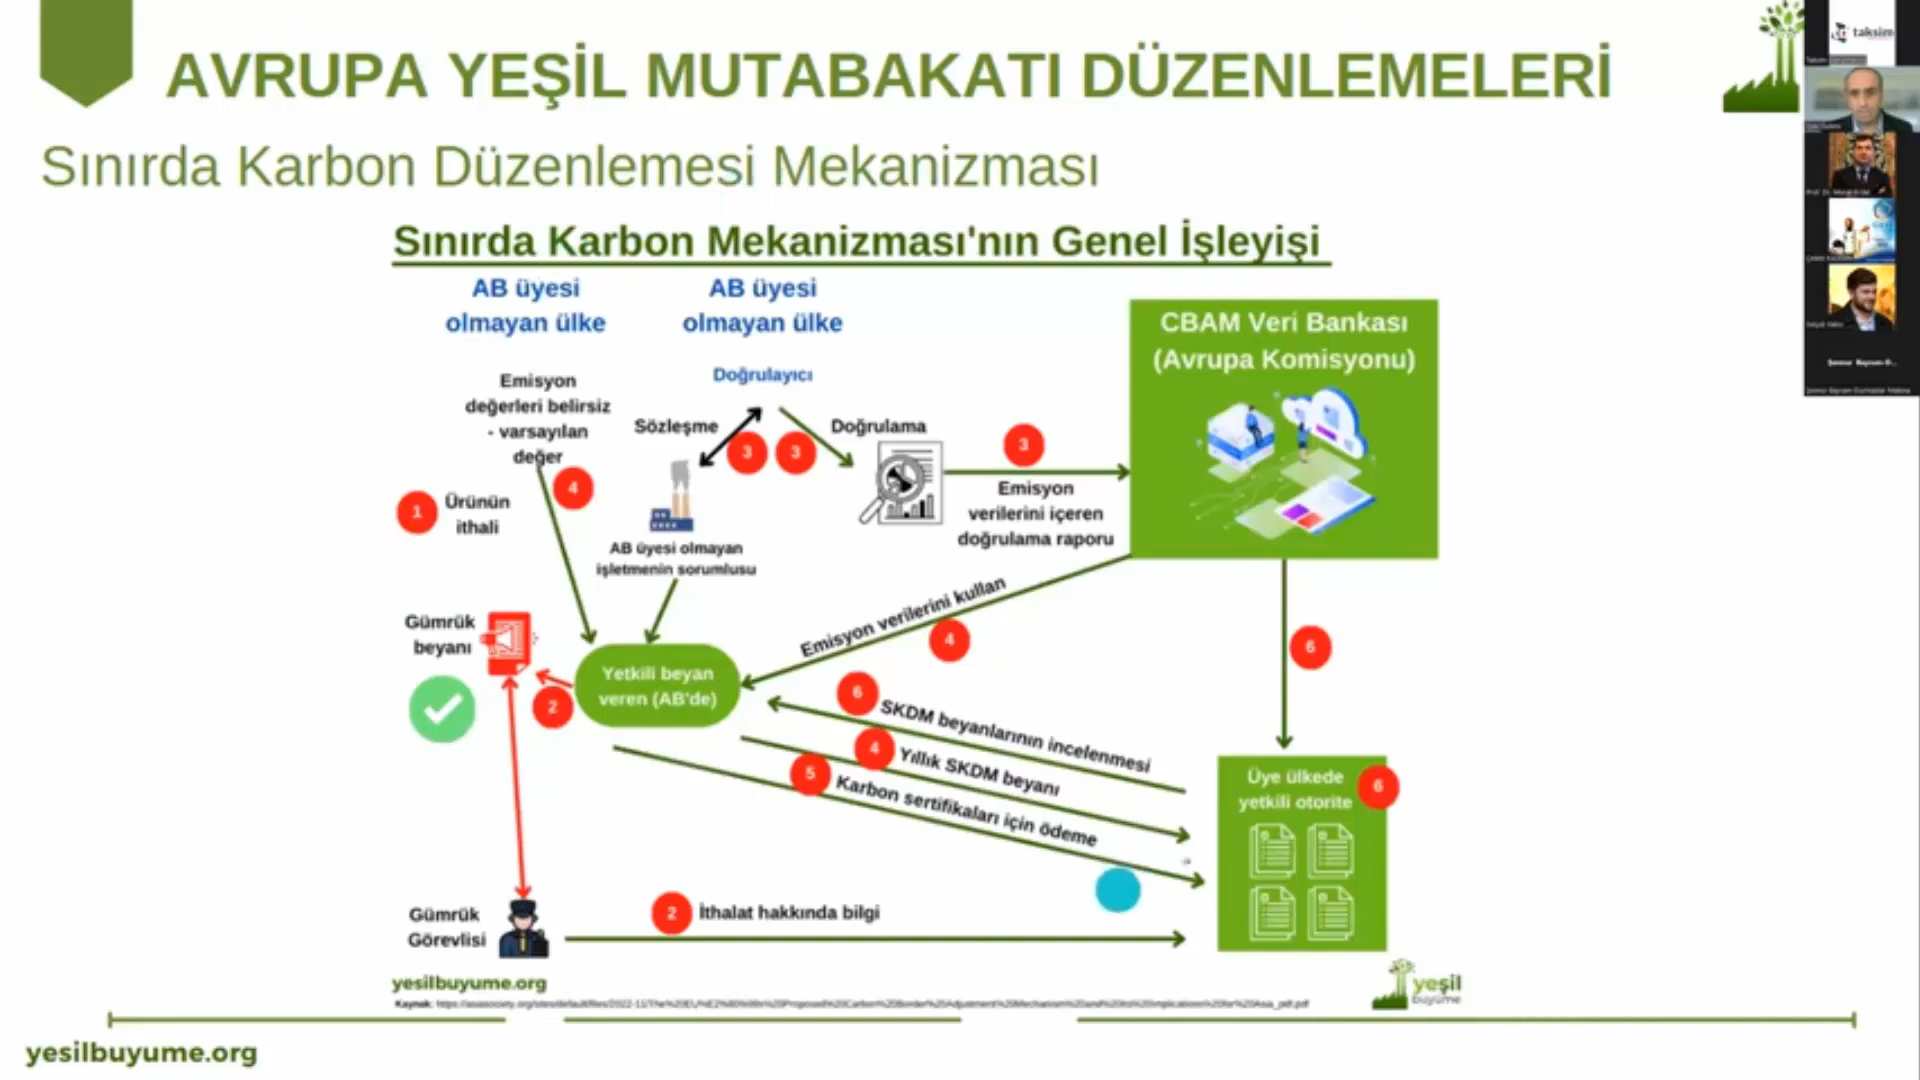 AVRUPA YEŞİL MUTABAKATI DÜZENLEMELERİ
Sınırda Karbon Düzenlemesi Mekanizması
Sınırda Karbon Mekanizması'nın Genel İşleyişi
AB üyesi
olmayan ülke
AB üyesi
olmayan ülke
Doğrulayıcı
Emisyon
değerleri belirsiz
- varsayılan
değer
4
1
Ürünün
ithali
Sözleşme
3
3
Doğrulama
AB üyesi olmayan
işletmenin sorumlusu
3
Emisyon
verilerini içeren
doğrulama raporu
CBAM Veri Bankası
(Avrupa Komisyonu)
Emisyon verilerini kullan
4
6
Gümrük
beyanı
2
Yetkili beyan
veren (AB'de)
6
SKDM beyanlarının incelenmesi
4
Yıllık SKDM beyanı
5
Karbon sertifikaları için ödeme
Üye ülkede
yetkili otorite
6
Gümrük
Görevlisi
2
İthalat hakkında bilgi
yesilbuyume.org
yeşil
büyüme
Kaynak:
yesilbuyume.org
taksim